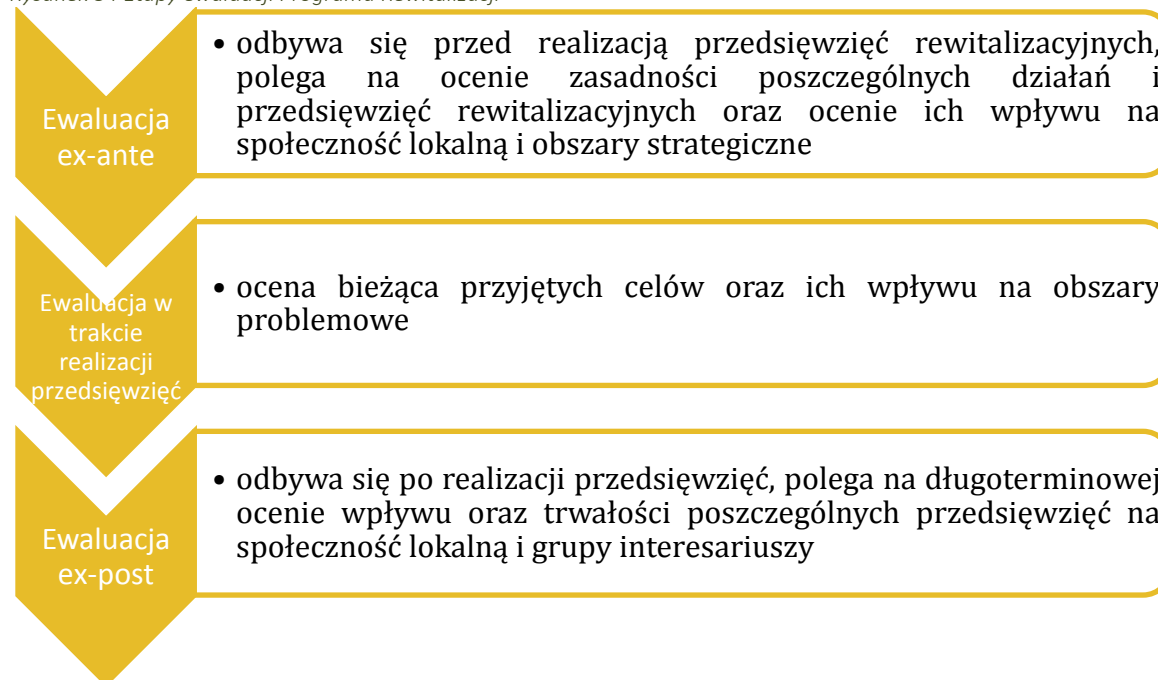 Ewaluacja
ex-ante
• odbywa się przed realizacją przedsięwzięć rewitalizacyjnych,
polega na ocenie zasadności poszczególnych działań i
przedsięwzięć rewitalizacyjnych oraz ocenie ich wpływu na
społeczność lokalną i obszary strategiczne
Ewaluacja w
trakcie
realizacji
przedsięwzięć
• ocena bieżąca przyjętych celów oraz ich wpływu na obszary
problemowe
Ewaluacja
ex-post
• odbywa się po realizacji przedsięwzięć, polega na długoterminowej
ocenie wpływu oraz trwałości poszczególnych przedsięwzięć na
społeczność lokalną i grupy interesariuszy